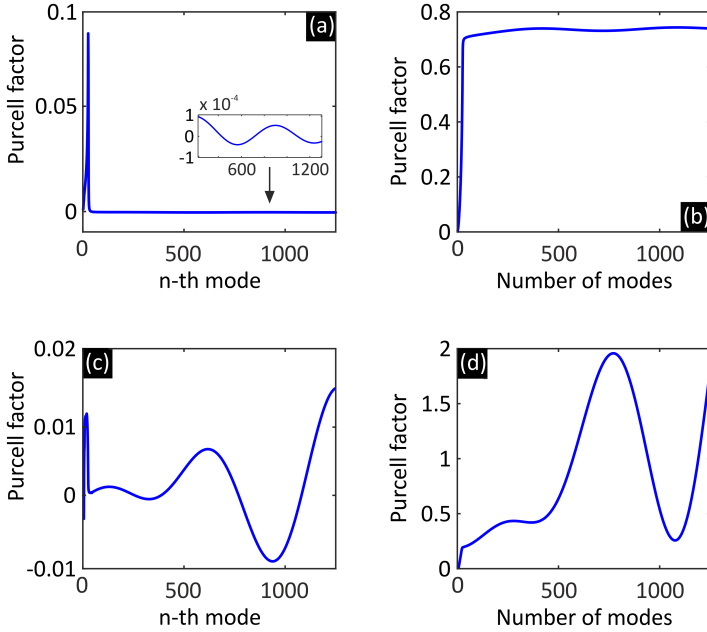 0.1
(a)
Purcell factor
0.05
0
x 10⁻⁴
1
0
-1
600
1200
0
500
1000
n-th mode
0.8
0.6
0.4
0.2
0
Purcell factor
(b)
0
500
1000
Number of modes
0.02
(c)
0.01
0
-0.01
Purcell factor
0
500
1000
n-th mode
2
(d)
1.5
1
0.5
0
Purcell factor
0
500
1000
Number of modes